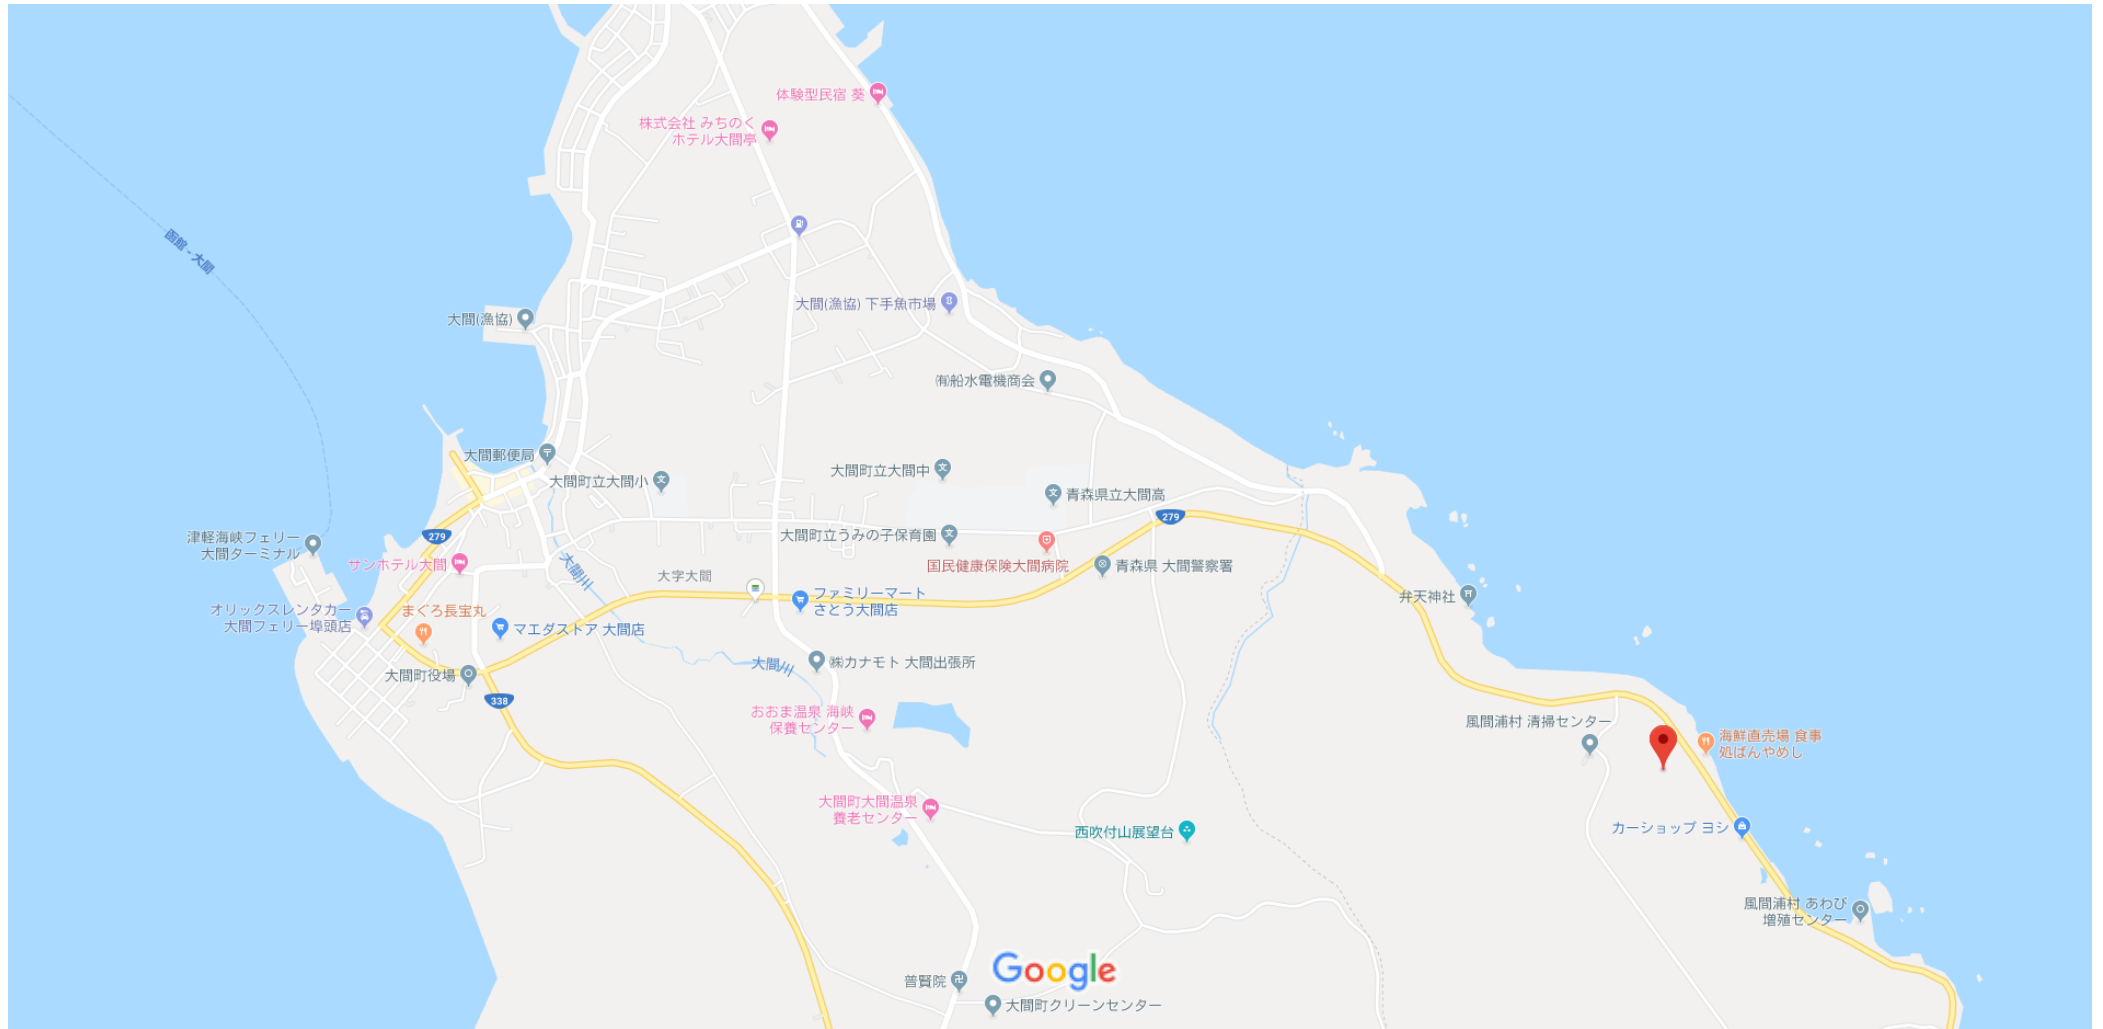 体験型民宿 葵
株式会社 みちのく
ホテル大間亭
函館 - 大間
大間(漁協) 下手魚市場
大間(漁協)
㈲船水電機商会
大間郵便局
大間町立大間小
大間町立大間中
青森県立大間高
279
279
津軽海峡フェリー
大間ターミナル
大間町立うみの子保育園
国民健康保険大間病院
青森県 大間警察署
サンホテル大間
大間川
大字大間
ファミリーマート
さとう大間店
弁天神社
オリックスレンタカー
大間フェリー埠頭店
まぐろ長宝丸
マエダストア 大間店
大間町役場
大間川
㈱カナモト 大間出張所
338
おおま温泉 海峡
保養センター
風間浦村 清掃センター
海鮮直売場 食事
処ばんやめし
大間町大間温泉
養老センター
西吹付山展望台
カーショップ ヨシ
風間浦村 あわび
増殖センター
普賢院
Google
大間町クリーンセンター